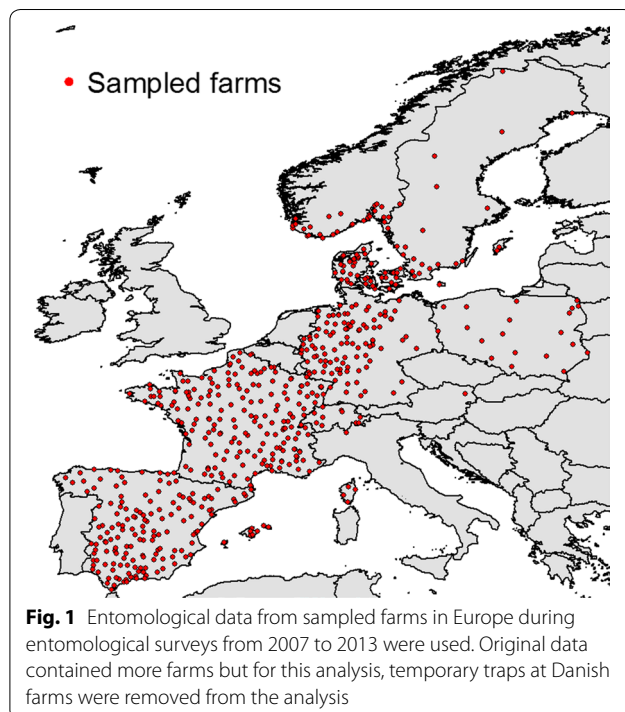 Sampled farms
Fig. 1 Entomological data from sampled farms in Europe during
entomological surveys from 2007 to 2013 were used. Original data
contained more farms but for this analysis, temporary traps at Danish
farms were removed from the analysis